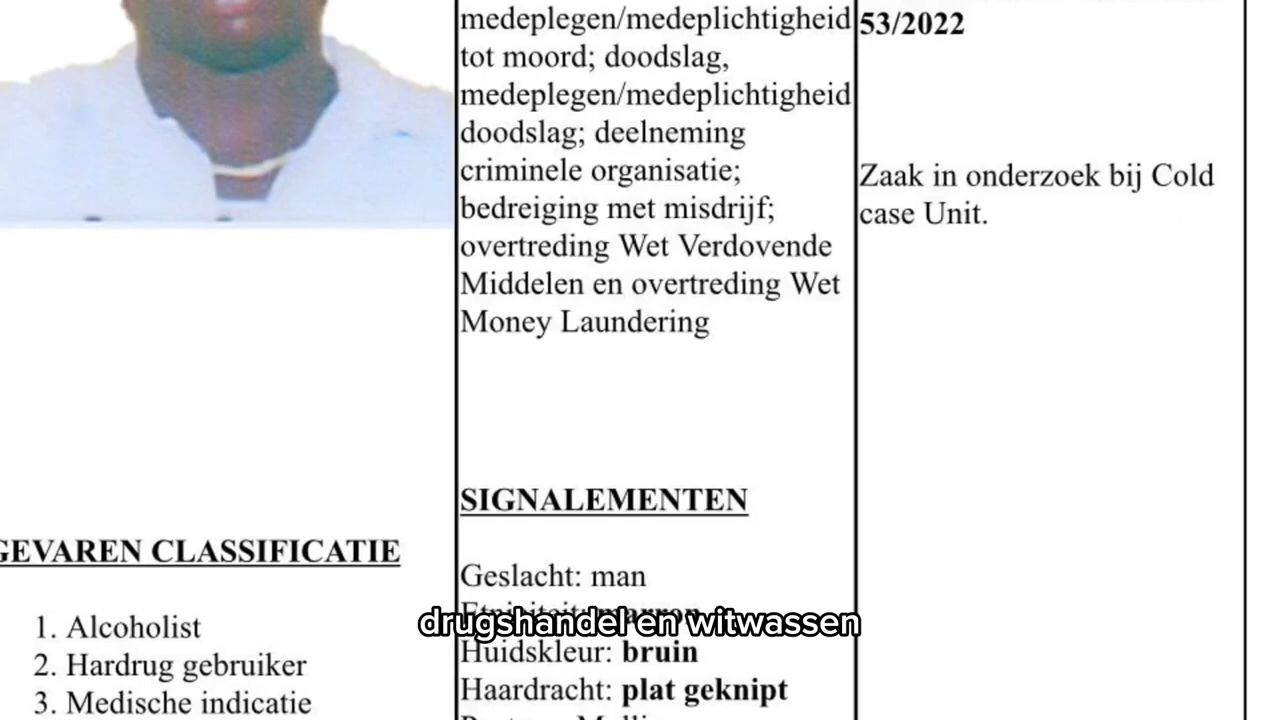 medeplegen/medeplichtigheid
tot moord; doodslag,
medeplegen/medeplichtigheid
doodslag; deelneming
criminele organisatie;
bedreiging met misdrijf;
overtreding Wet Verdovende
Middelen en overtreding Wet
Money Laundering
53/2022
Zaak in onderzoek bij Cold
case Unit.
GEVAREN CLASSIFICATIE
1. Alcoholist
2. Hardrug gebruiker
3. Medische indicatie
SIGNALEMENTEN
Geslacht: man
Etniciteit: marron
drugshandel en witwassen
Huidskleur: bruin
Haardracht: plat geknipt